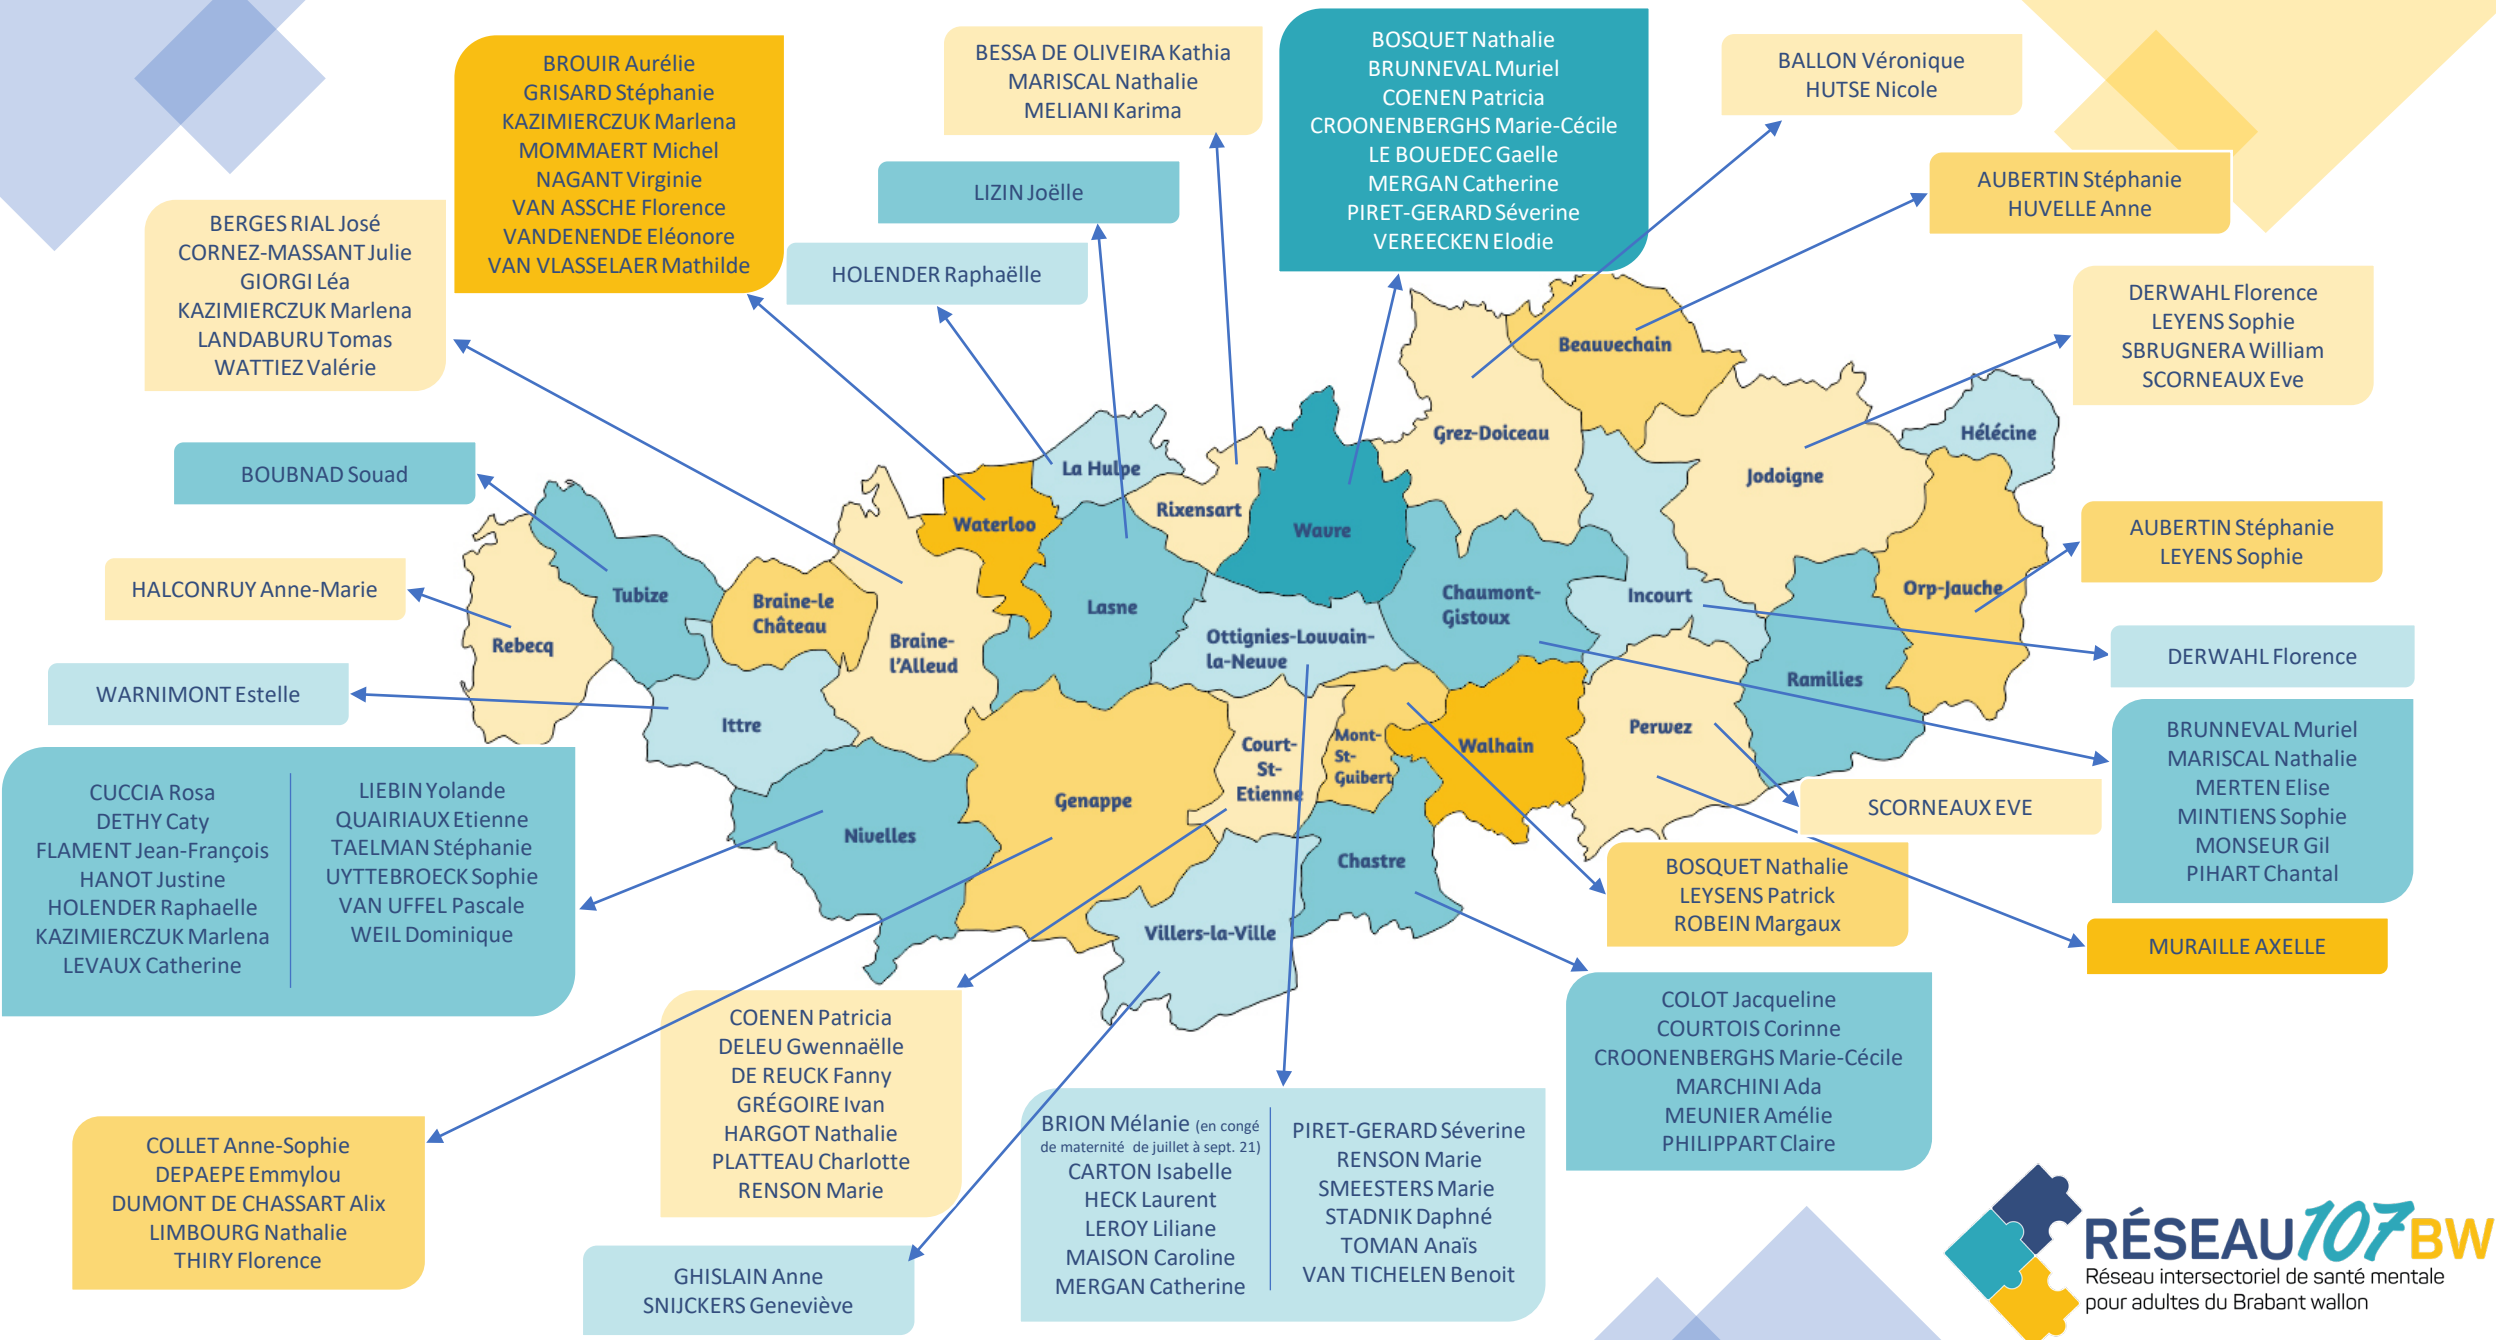 BROUIR Aurélie
GRISARD Stéphanie
KAZIMIERCZUK Marlena
MOMMAERT Michel
NAGANT Virginie
VAN ASSCHE Florence
VANDENENDE Eléonore
VAN VLASSELAER Mathilde
BESSA DE OLIVEIRA Kathia
MARISCAL Nathalie
MELIANI Karima
BOSQUET Nathalie
BRUNNEVAL Muriel
COENEN Patricia
CROONENBERGHS Marie-Cécile
LE BOUEDEC Gaelle
MERGAN Catherine
PIRET-GERARD Séverine
VEREECKEN Elodie
BALLON Véronique
HUTSE Nicole
LIZIN Joëlle
AUBERTIN Stéphanie
HUVELLE Anne
BERGES RIAL José
CORNEZ-MASSANT Julie
GIORGI Léa
KAZIMIERCZUK Marlena
LANDABURU Tomas
WATTIEZ Valérie
HOLENDER Raphaëlle
DERWAHL Florence
LEYENS Sophie
SBRUGNERA William
SCORNEAUX Eve
BOUBNAD Souad
HALCONRUY Anne-Marie
WARNIMONT Estelle
AUBERTIN Stéphanie
LEYENS Sophie
DERWAHL Florence
Beauvechain
Grez-Doiceau
Hélécine
La Hulpe
Jodoigne
Rixensart
Waterloo
Wavre
Tubize
Braine-le
Château
Lasne
Chaumont-
Gistoux
Incourt
Orp-Jauche
Rebecq
Braine-
l'Alleud
Ottignies-Louvain-
la-Neuve
Ramilies
Ittre
Court-
St-
Etienne
Mont-
St-
Guibert
Walhain
Perwez
Genappe
Nivelles
Chastre
Villers-la-Ville
CUCCIA Rosa
DETHY Caty
FLAMENT Jean-François
HANOT Justine
HOLENDER Raphaelle
KAZIMIERCZUK Marlena
LEVAUX Catherine
LIEBIN Yolande
QUAIRIAUX Etienne
TAELMAN Stéphanie
UYTTEBROECK Sophie
VAN UFFEL Pascale
WEIL Dominique
BRUNNEVAL Muriel
MARISCAL Nathalie
MERTEN Elise
MINTIENS Sophie
MONSEUR Gil
PIHART Chantal
SCORNEAUX EVE
BOSQUET Nathalie
LEYSENS Patrick
ROBEIN Margaux
MURAILLE AXELLE
COENEN Patricia
DELEU Gwennaëlle
DE REUCK Fanny
GRÉGOIRE Ivan
HARGOT Nathalie
PLATTEAU Charlotte
RENSON Marie
COLOT Jacqueline
COURTOIS Corinne
CROONENBERGHS Marie-Cécile
MARCHINI Ada
MEUNIER Amélie
PHILIPPART Claire
COLLET Anne-Sophie
DEPAEPE Emmylou
DUMONT DE CHASSART Alix
LIMBOURG Nathalie
THIRY Florence
BRION Mélanie (en congé
de maternité de juillet à sept. 21)
CARTON Isabelle
HECK Laurent
LEROY Liliane
MAISON Caroline
MERGAN Catherine
PIRET-GERARD Séverine
RENSON Marie
SMEESTERS Marie
STADNIK Daphné
TOMAN Anaïs
VAN TICHELEN Benoit
GHISLAIN Anne
SNIJCKERS Geneviève
RÉSEAU 107 BW
Réseau intersectoriel de santé mentale
pour adultes du Brabant wallon